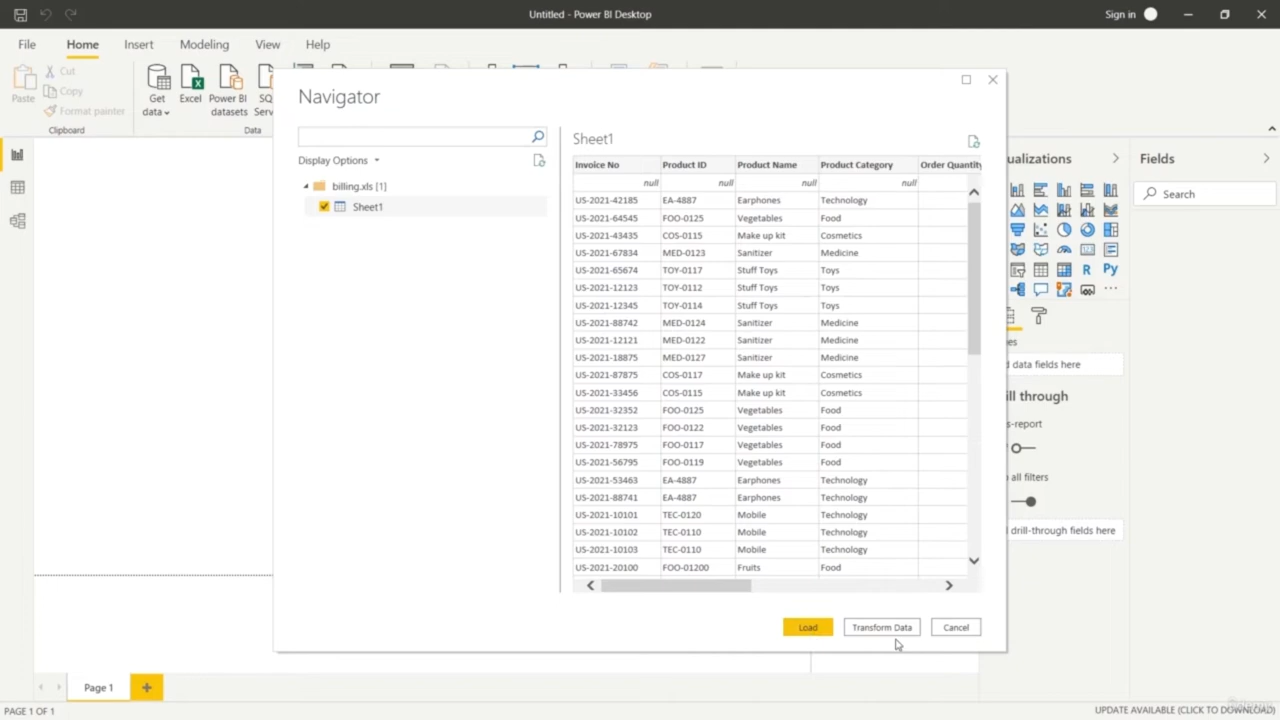 Untitled - Power BI Desktop
Sign in
File Home Insert Modeling View Help
Paste
Cut
Copy
Format painter
Clipboard
Get data
Excel
Power BI datasets
SQ
Serv
Data
Navigator
Display Options
billing.xls [1]
Sheet1
Sheet1
Invoice No Product ID Product Name Product Category Order Quantity
null null null null
US-2021-42185 EA-4887 Earphones Technology
US-2021-64545 FOO-0125 Vegetables Food
US-2021-43435 COS-0115 Make up kit Cosmetics
US-2021-67834 MED-0123 Sanitizer Medicine
US-2021-65674 TOY-0117 Stuff Toys Toys
US-2021-12123 TOY-0112 Stuff Toys Toys
US-2021-12345 TOY-0114 Stuff Toys Toys
US-2021-88742 MED-0124 Sanitizer Medicine
US-2021-12121 MED-0122 Sanitizer Medicine
US-2021-18875 MED-0127 Sanitizer Medicine
US-2021-87875 COS-0117 Make up kit Cosmetics
US-2021-33456 COS-0115 Make up kit Cosmetics
US-2021-32352 FOO-0125 Vegetables Food
US-2021-32123 FOO-0122 Vegetables Food
US-2021-78975 FOO-0117 Vegetables Food
US-2021-56795 FOO-0119 Vegetables Food
US-2021-53463 EA-4887 Earphones Technology
US-2021-88741 EA-4887 Earphones Technology
US-2021-10101 TEC-0120 Mobile Technology
US-2021-10102 TEC-0110 Mobile Technology
US-2021-10103 TEC-0110 Mobile Technology
US-2021-20100 FOO-01200 Fruits Food
Load Transform Data Cancel
ualizations
R Py
es
d data fields here
ill through
s-report
all filters
drill-through fields here
Fields
Search
Page 1
PAGE 1 OF 1
UPDATE AVAILABLE (CLICK TO DOWNLOAD)